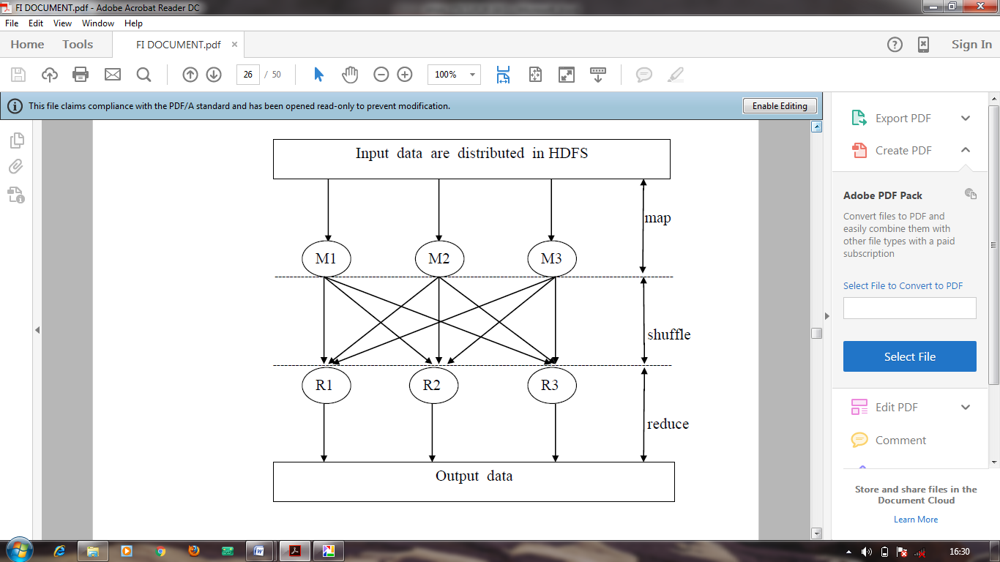 FI DOCUMENT.pdf - Adobe Acrobat Reader DC
File Edit View Window Help
Home Tools FI DOCUMENT.pdf × Sign In
26 / 50 100%
This file claims compliance with the PDF/A standard and has been opened read-only to prevent modification. Enable Editing
Input data are distributed in HDFS
map
M1 M2 M3
shuffle
R1 R2 R3
reduce
Output data
Export PDF
Create PDF
Adobe PDF Pack
Convert files to PDF and
easily combine them with
other file types with a paid
subscription
Select File to Convert to PDF
Select File
Edit PDF
Comment
Store and share files in the
Document Cloud
Learn More
16:30